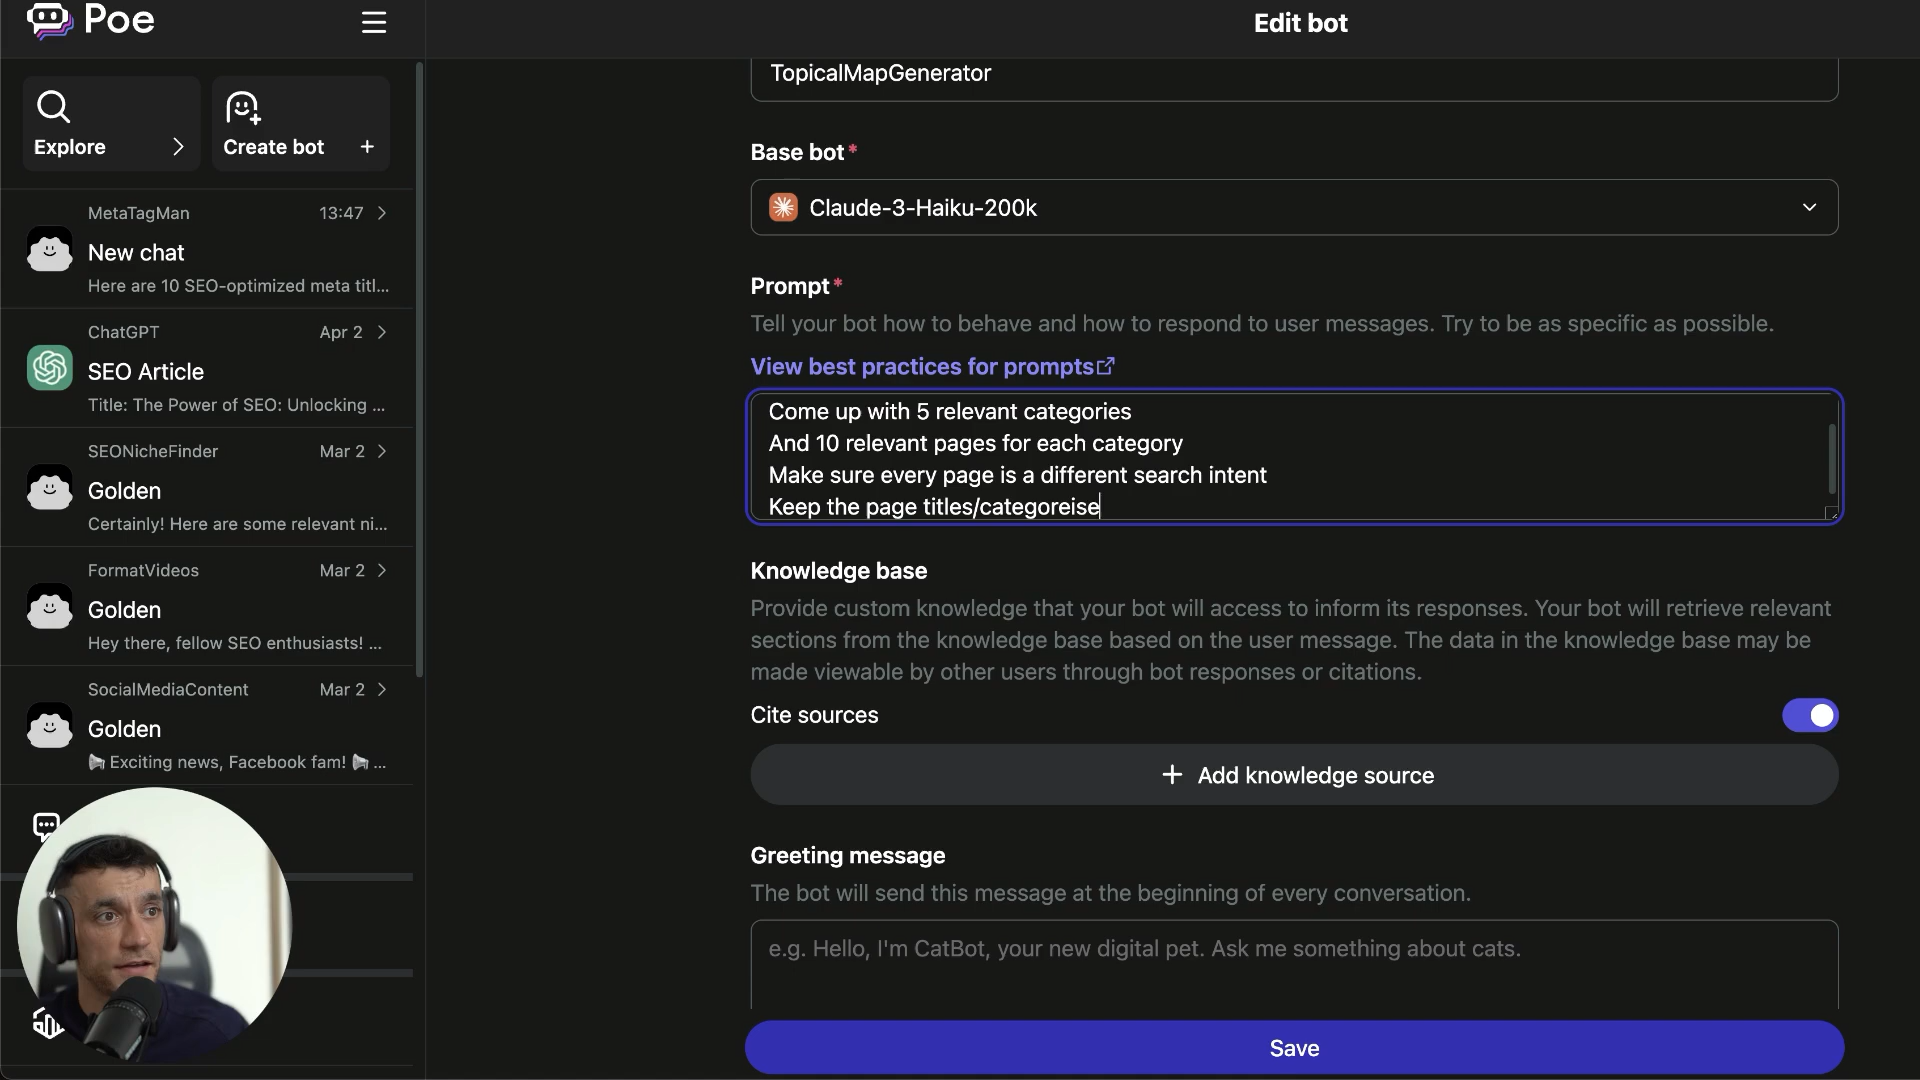 Poe
Edit bot
Explore
Create bot +
MetaTagMan 13:47
New chat
Here are 10 SEO-optimized meta titl...
ChatGPT Apr 2
SEO Article
Title: The Power of SEO: Unlocking ...
SEONicheFinder Mar 2
Golden
Certainly! Here are some relevant ni...
FormatVideos Mar 2
Golden
Hey there, fellow SEO enthusiasts! ...
SocialMediaContent Mar 2
Golden
📢 Exciting news, Facebook fam! 📢 ...
TopicalMapGenerator
Base bot*
Claude-3-Haiku-200k
Prompt*
Tell your bot how to behave and how to respond to user messages. Try to be as specific as possible.
View best practices for prompts
Come up with 5 relevant categories
And 10 relevant pages for each category
Make sure every page is a different search intent
Keep the page titles/categoreise
Knowledge base
Provide custom knowledge that your bot will access to inform its responses. Your bot will retrieve relevant
sections from the knowledge base based on the user message. The data in the knowledge base may be
made viewable by other users through bot responses or citations.
Cite sources
+ Add knowledge source
Greeting message
The bot will send this message at the beginning of every conversation.
e.g. Hello, I'm CatBot, your new digital pet. Ask me something about cats.
Save